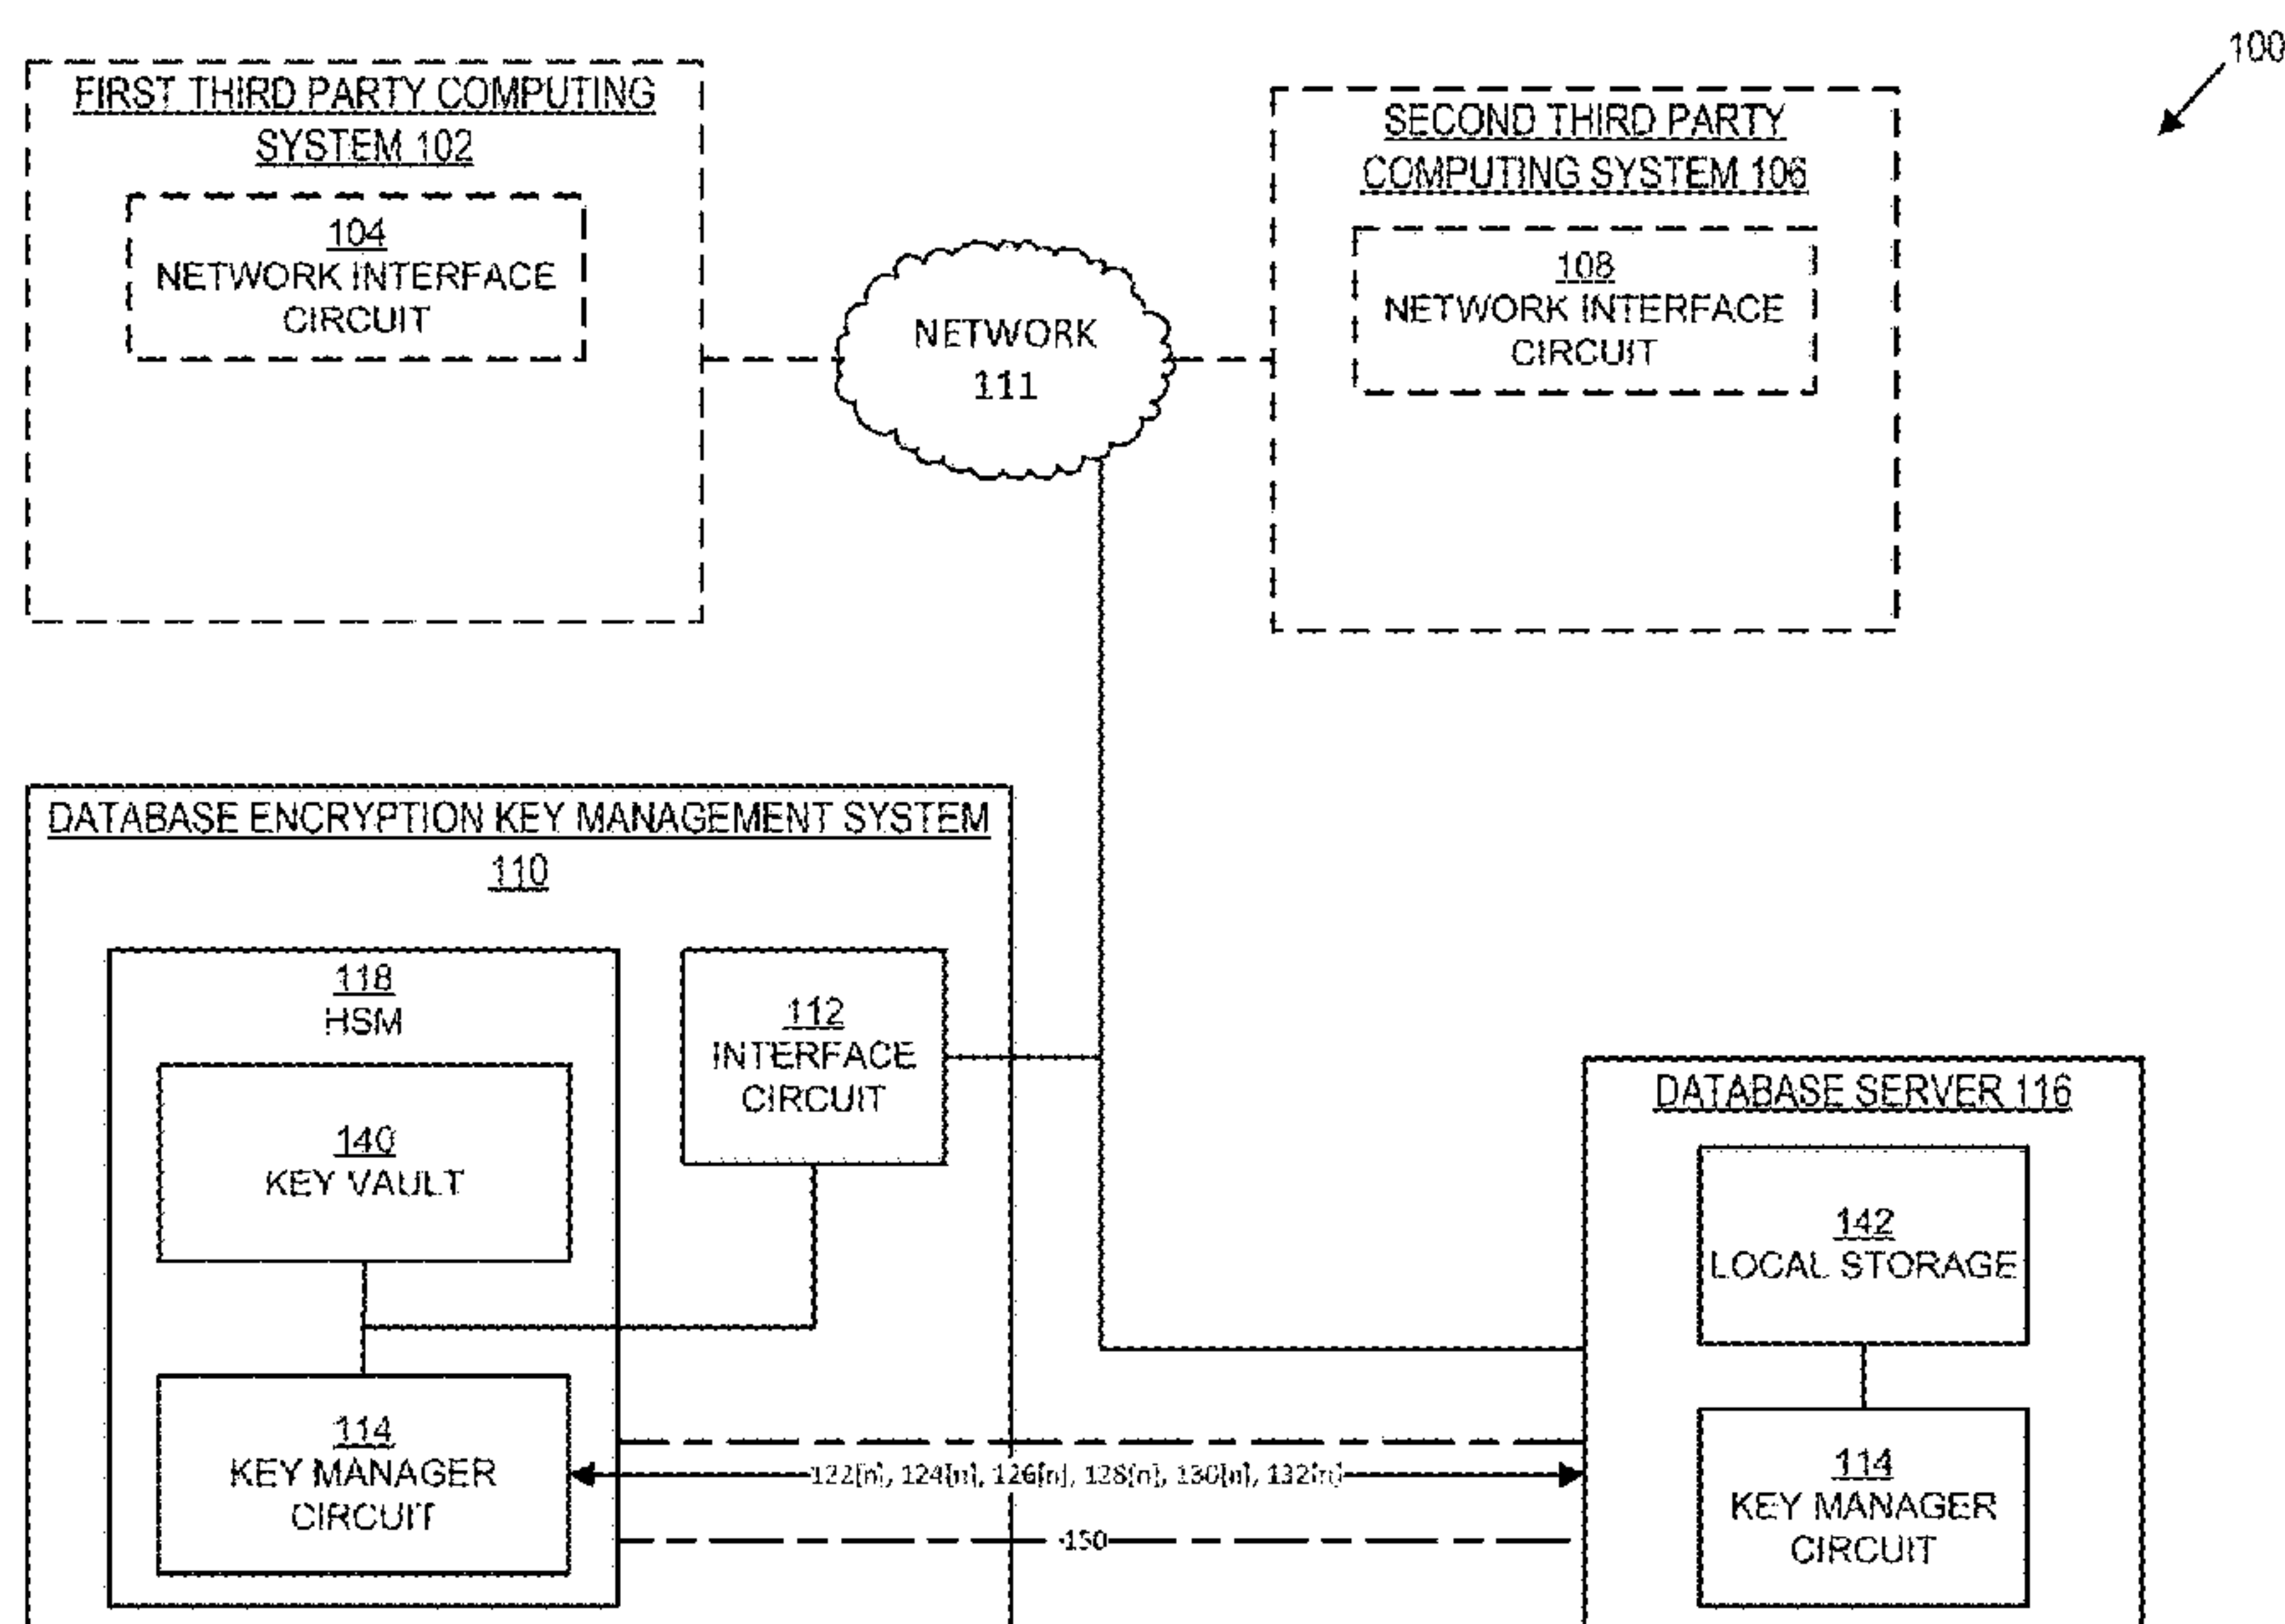 100
FIRST THIRD PARTY COMPUTING
SYSTEM 102
104
NETWORK INTERFACE
CIRCUIT
SECOND THIRD PARTY
COMPUTING SYSTEM 106
108
NETWORK INTERFACE
CIRCUIT
NETWORK
111
DATABASE ENCRYPTION KEY MANAGEMENT SYSTEM
110
118
HSM
140
KEY VAULT
112
INTERFACE
CIRCUIT
114
KEY MANAGER
CIRCUIT
122[n], 124[n], 126[n], 128[n], 130[n], 132[n]
150
DATABASE SERVER 116
142
LOCAL STORAGE
114
KEY MANAGER
CIRCUIT